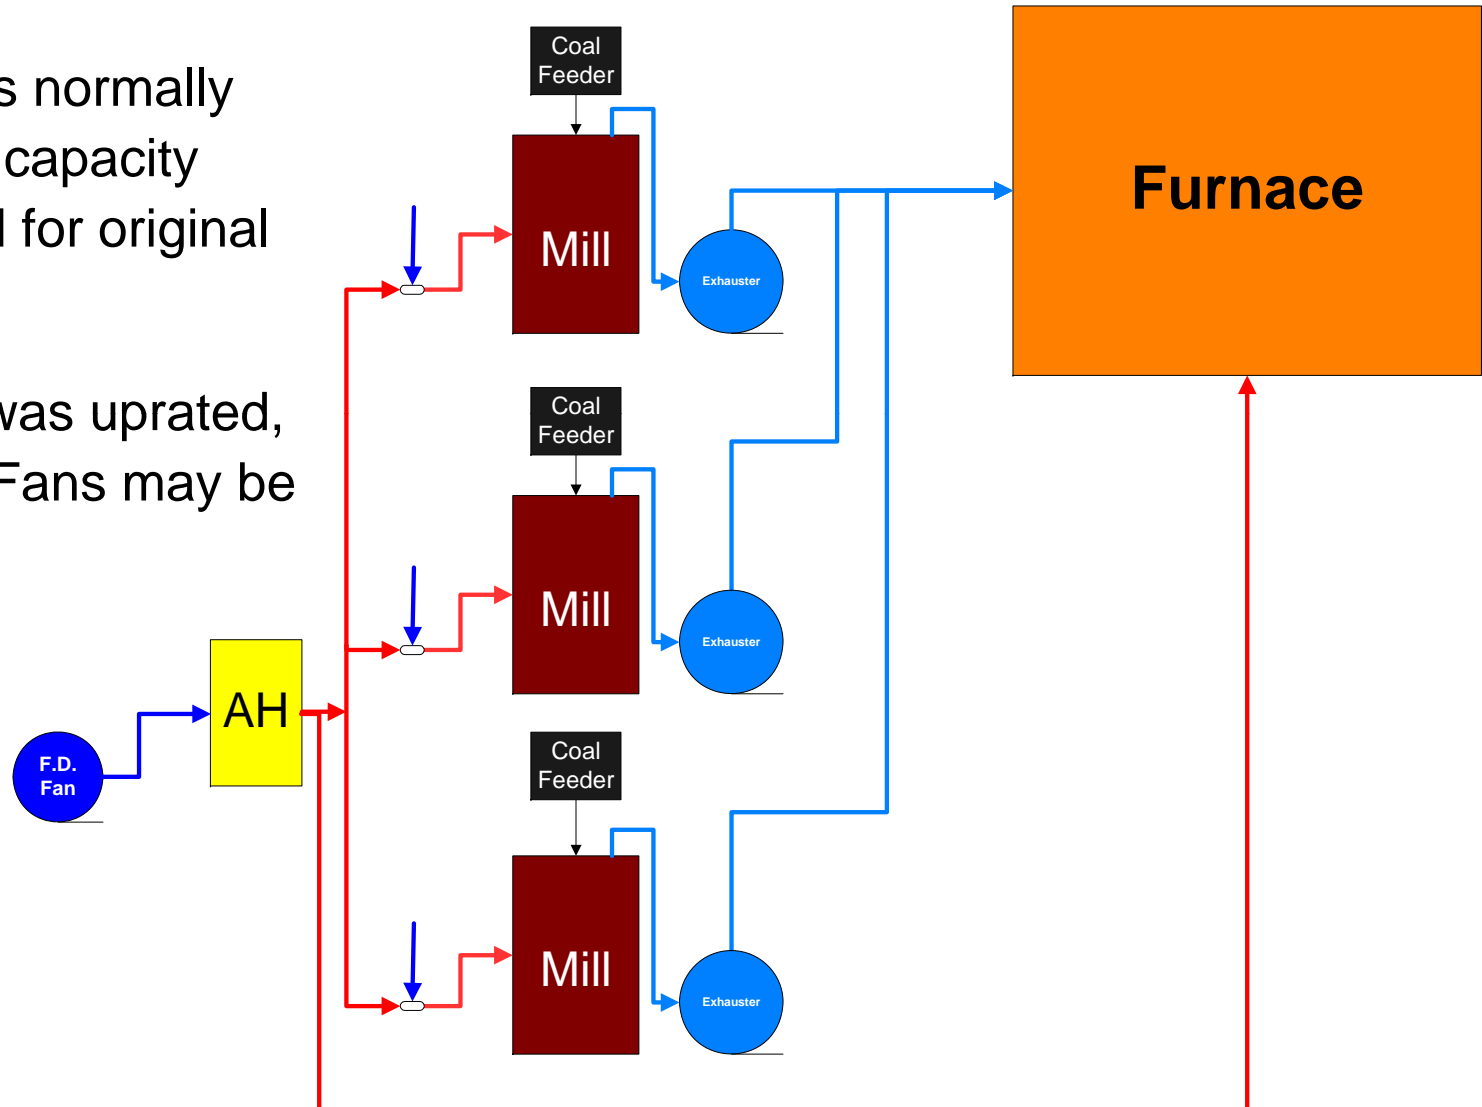 s normally
capacity
for original
was uprated,
Fans may be
Coal
Feeder
Mill
Exhauster
Furnace
Coal
Feeder
Mill
Exhauster
AH
F.D.
Fan
Coal
Feeder
Mill
Exhauster